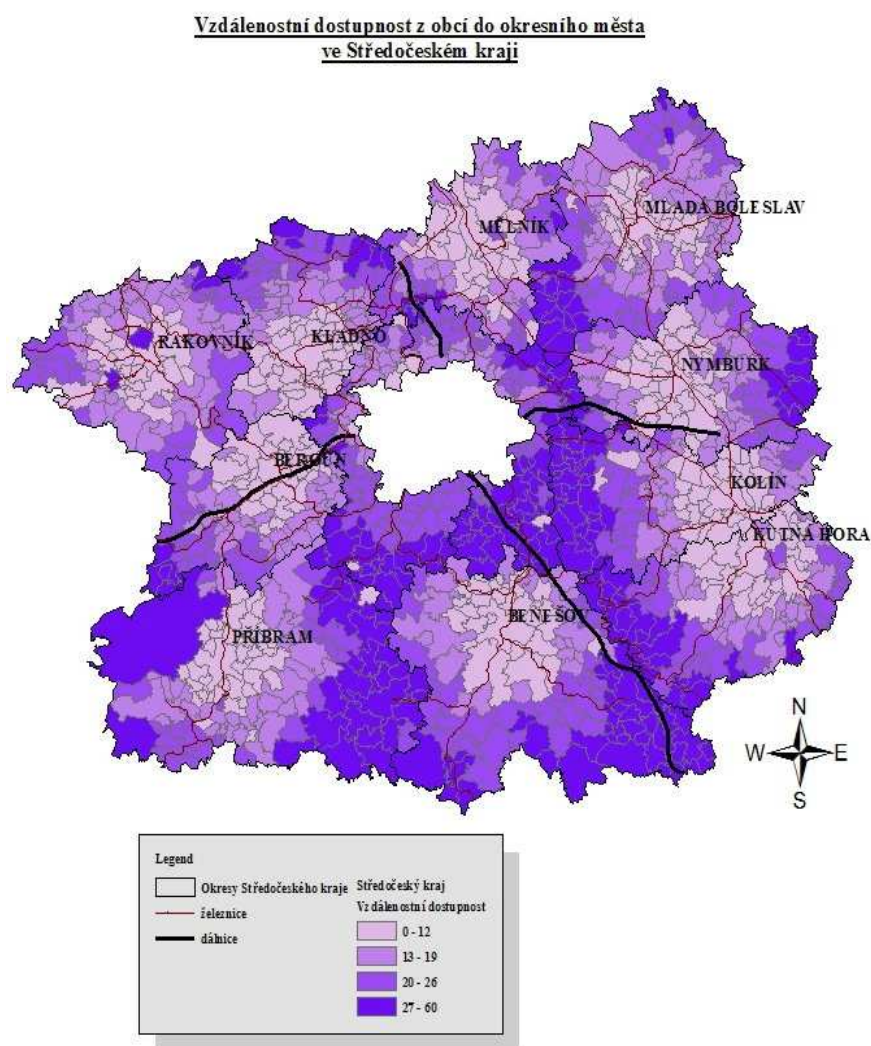 Vzdálenostní dostupnost z obcí do okresního města
ve Středočeském kraji
MLADÁ BOLESLAV
MĚLNÍK
RAKOVNÍK
KLADNO
NYMBURK
BEROUN
KOLÍN
KUTNÁ HORA
BENEŠOV
PŘÍBRAM
N
W
E
S
Legend
Okresy Středočeského kraje
železnice
dálnice
Středočeský kraj
Vzdálenostní dostupnost
0 - 12
13 - 19
20 - 26
27 - 60